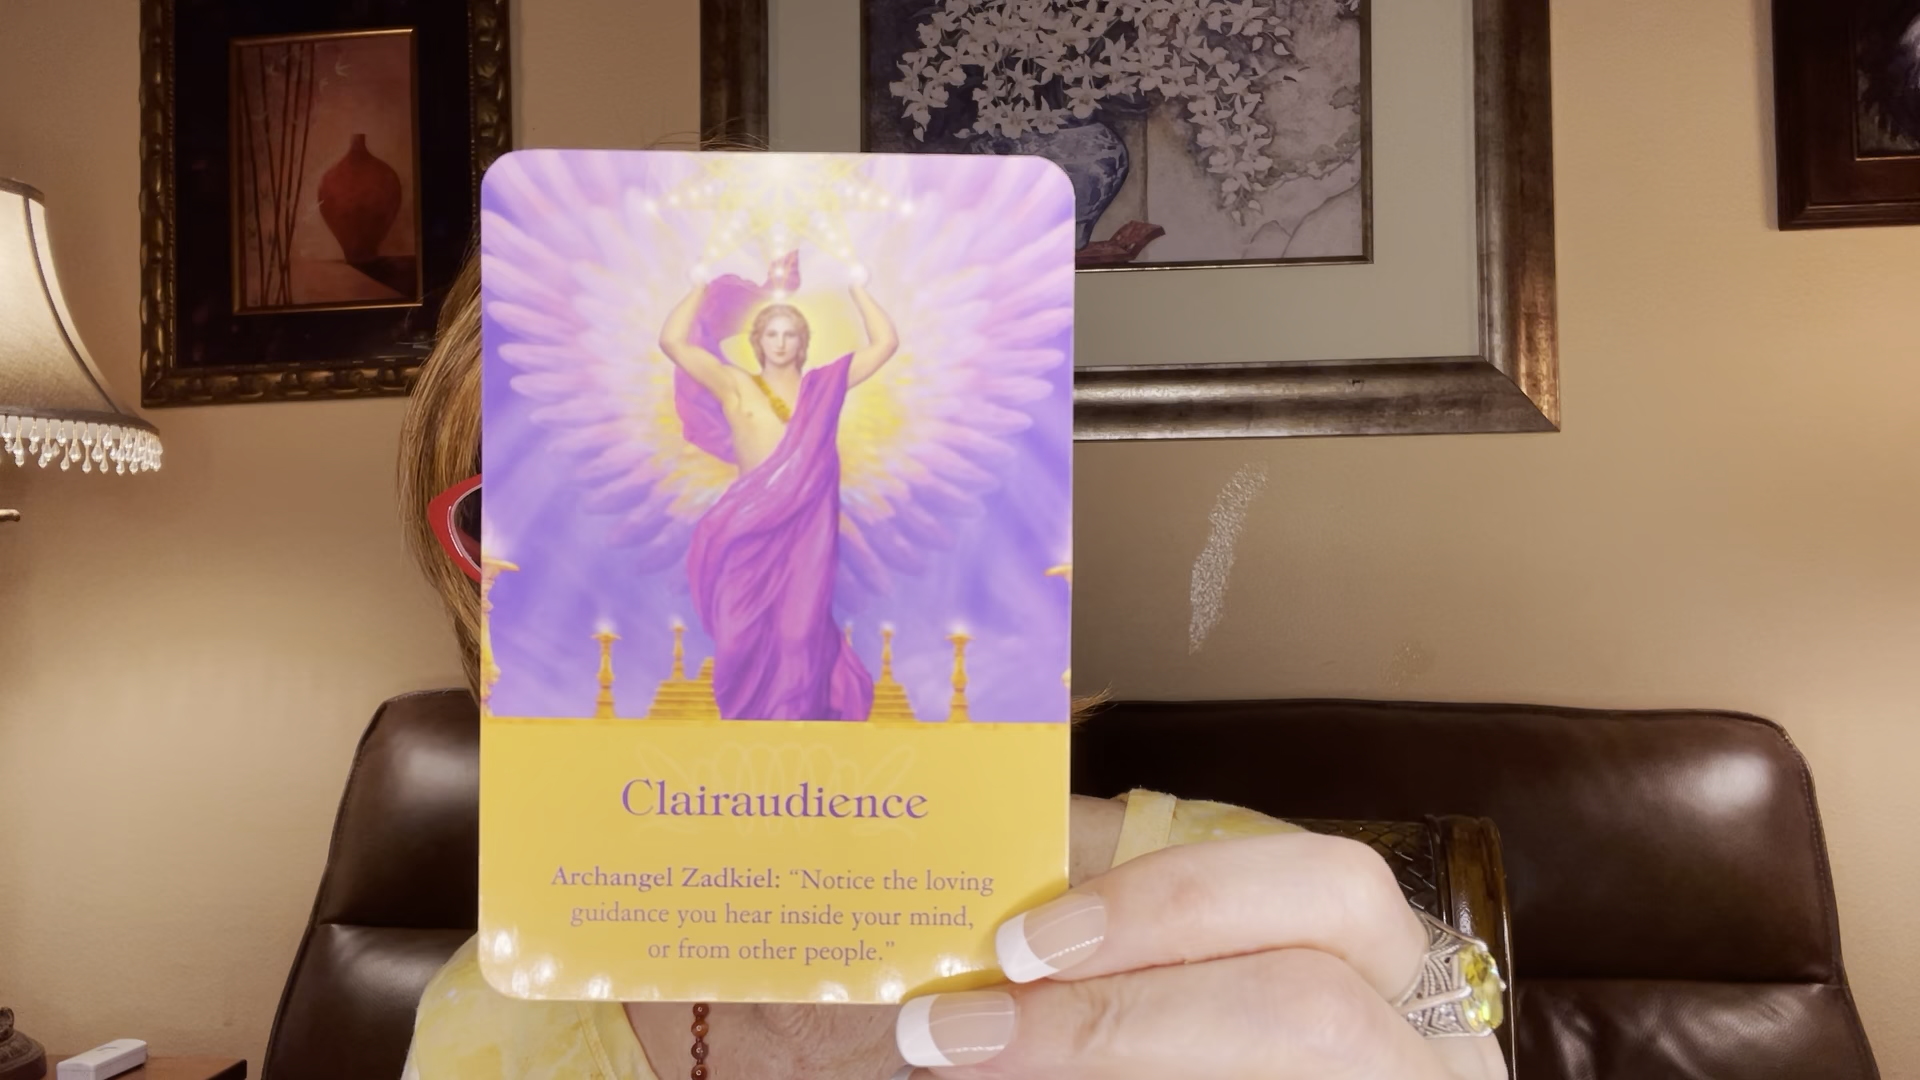 Clairaudience
Archangel Zadkiel: “Notice the loving
guidance you hear inside your mind,
or from other people.”